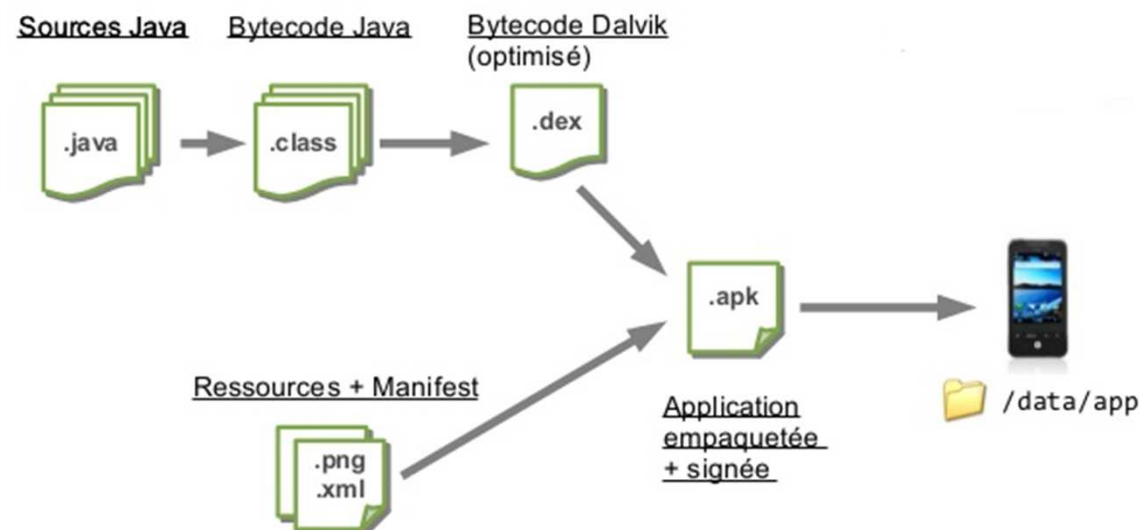 Sources Java
Bytecode Java
Bytecode Dalvik
(optimisé)
.java
.class
.dex
.apk
Ressources + Manifest
.png
.xml
Application
empaquetée
+ signée
/data/app